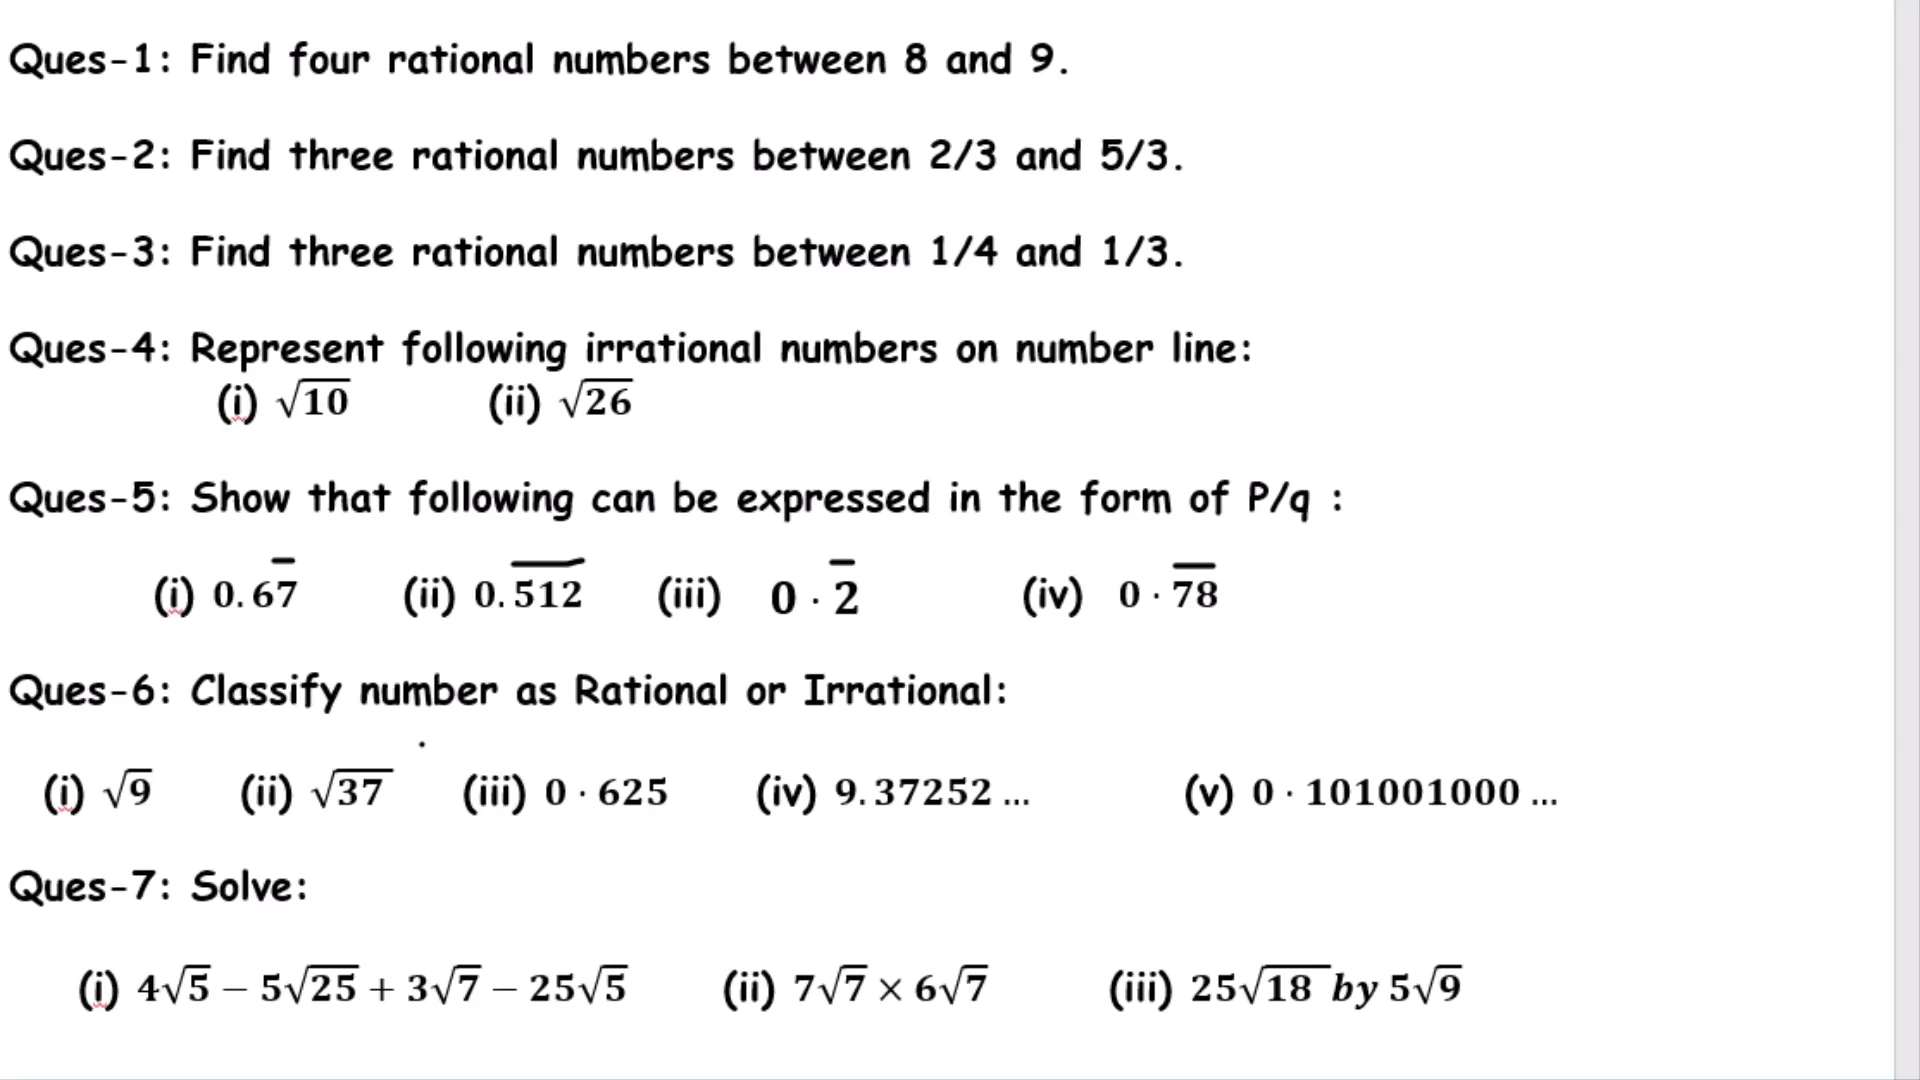 Ques-1: Find four rational numbers between 8 and 9.
Ques-2: Find three rational numbers between 2/3 and 5/3.
Ques-3: Find three rational numbers between 1/4 and 1/3.
Ques-4: Represent following irrational numbers on number line:
(i) √10 (ii) √26
Ques-5: Show that following can be expressed in the form of P/q :
(i) 0.67̅ (ii) 0.5̅1̅2̅ (iii) 0 · 2̅ (iv) 0 · 7̅8̅
Ques-6: Classify number as Rational or Irrational:
(i) √9 (ii) √37 (iii) 0 · 625 (iv) 9.37252 ... (v) 0 · 101001000 ...
Ques-7: Solve:
(i) 4√5 − 5√25 + 3√7 − 25√5 (ii) 7√7 × 6√7 (iii) 25√18 by 5√9